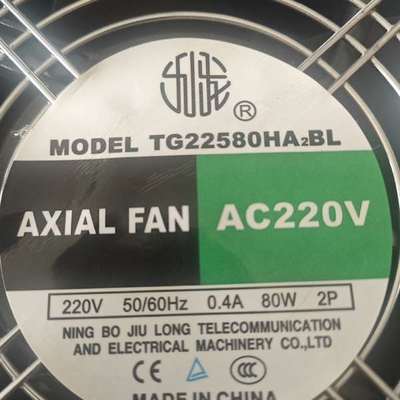 ®
MODEL TG22580HA₂BL
AXIAL FAN AC220V
220V 50/60Hz 0.4A 80W 2P
NING BO JIU LONG TELECOMMUNICATION
AND ELECTRICAL MACHINERY CO.,LTD
CE CCC
MADE IN CHINA